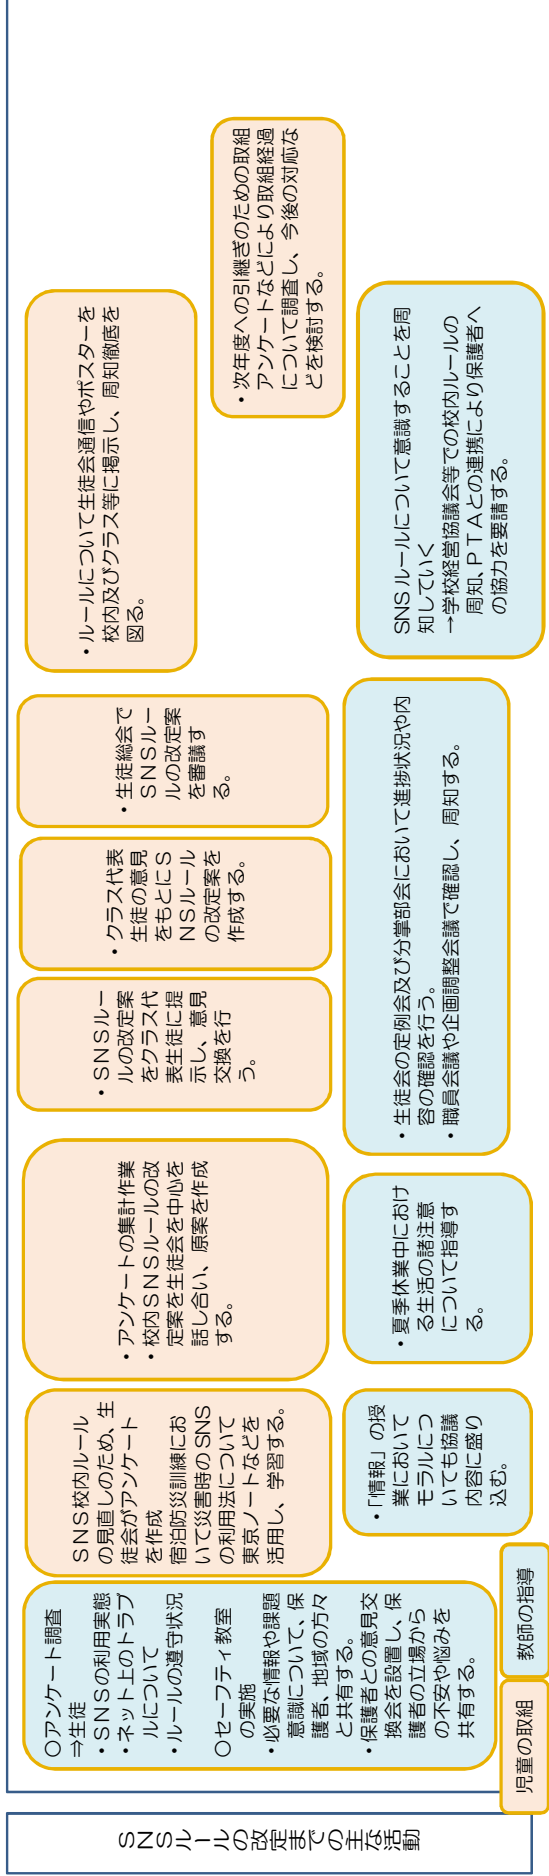 SNSルールの改定までの主な活動
〇アンケート調査
⇒生徒
・SNSの利用実態
・ネット上のトラブ
ルについて
・ルールの遵守状況
〇セーフティ教室
の実施
・必要な情報や課題
意識について、保
護者、地域の方々
と共有する。
・保護者との意見交
換会を設置し、保
護者の立場から
の不安や悩みを
共有する。
SNS校内ルール
の見直しのため、生
徒会がアンケート
を作成
宿泊防災訓練にお
いて災害時のSNS
の利用法について
東京ノートなどを
活用し、学習する。
・アンケートの集計作業
・校内SNSルールの改
定案を生徒会を中心を
話し合い、原案を作成
する。
・SNSルー
ルの改定案
をクラス代
表生徒に提
示し、意見
交換を行
う。
・クラス代表
生徒の意見
をもとにS
NSルール
の改定案を
作成する。
・生徒総会で
SNSルー
ルの改定案
を審議す
る。
・ルールについて生徒会通信やポスターを
校内及びクラス等に掲示し、周知徹底を
図る。
・次年度への引継ぎのための取組
アンケートなどにより取組経過
について調査し、今後の対応な
どを検討する。
・「情報」の授
業において
モラルにつ
いても協議
内容に盛り
込む。
・夏季休業中におけ
る生活の諸注意
について指導す
る。
・生徒会の定例会及び分掌部会において進捗状況や内
容の確認を行う。
・職員会議や企画調整会議で確認し、周知する。
SNSルールについて意識することを周
知していく
→学校経営協議会等での校内ルールの
周知、PTAとの連携により保護者へ
の協力を要請する。
児童の取組
教師の指導